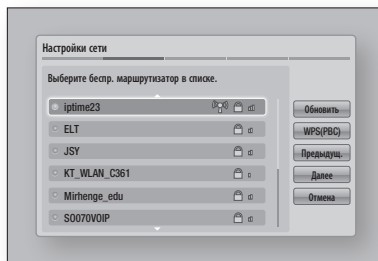 Настройки сети
Выберите беспр. маршрутизатор в списке.
iptime23
ELT
JSY
KT_WLAN_C361
Mirhenge_edu
SO070VOIP
Обновить
WPS(PBC)
Предыдущ.
Далее
Отмена